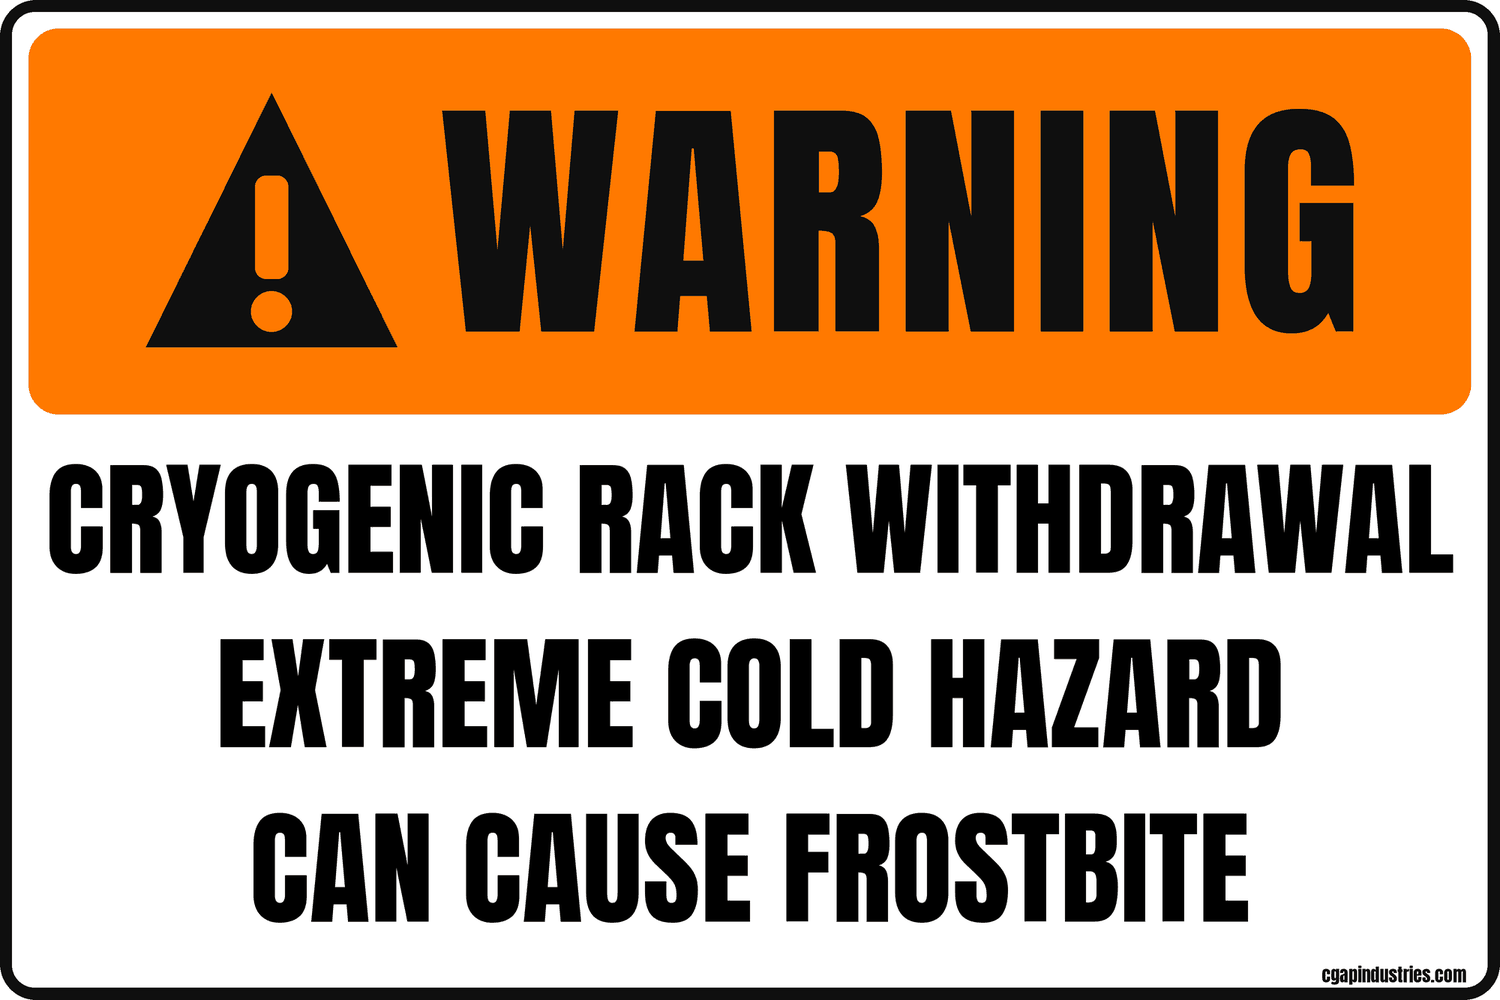 WARNING
CRYOGENIC RACK WITHDRAWAL
EXTREME COLD HAZARD
CAN CAUSE FROSTBITE
cgapindustries.com